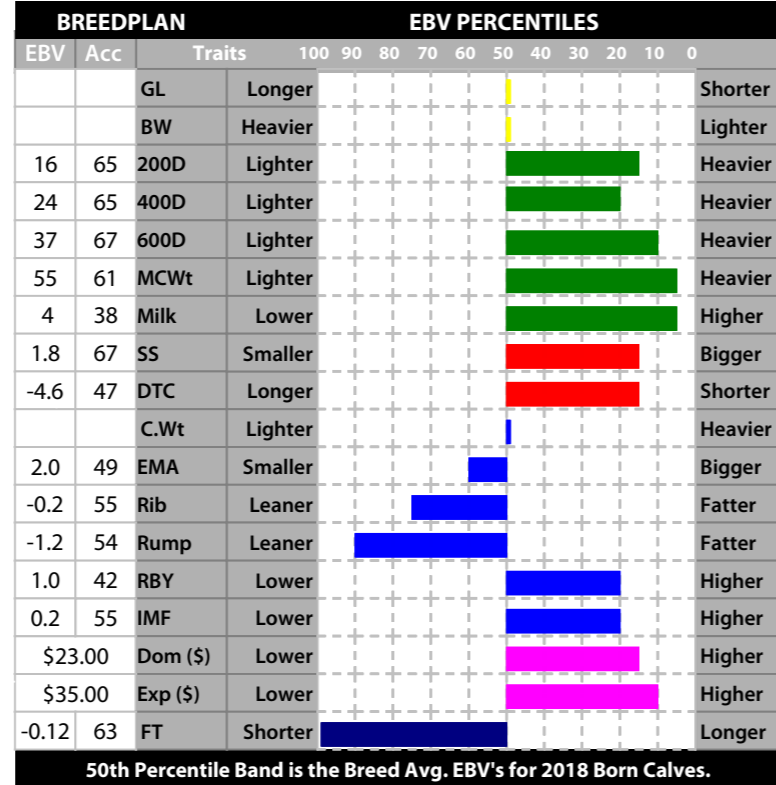 BREEDPLAN EBV PERCENTILES
EBV Acc Traits 100 90 80 70 60 50 40 30 20 10 0
GL Longer Shorter
BW Heavier Lighter
16 65 200D Lighter Heavier
24 65 400D Lighter Heavier
37 67 600D Lighter Heavier
55 61 MCWt Lighter Heavier
4 38 Milk Lower Higher
1.8 67 SS Smaller Bigger
-4.6 47 DTC Longer Shorter
C.Wt Lighter Heavier
2.0 49 EMA Smaller Bigger
-0.2 55 Rib Leaner Fatter
-1.2 54 Rump Leaner Fatter
1.0 42 RBY Lower Higher
0.2 55 IMF Lower Higher
$23.00 Dom ($) Lower Higher
$35.00 Exp ($) Lower Higher
-0.12 63 FT Shorter Longer
50th Percentile Band is the Breed Avg. EBV's for 2018 Born Calves.